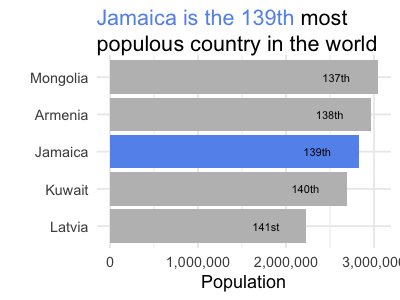 Jamaica is the 139th most
populous country in the world
Mongolia
137th
Armenia
138th
Jamaica
139th
Kuwait
140th
Latvia
141st
0
1,000,000
2,000,000
3,000,00
Population